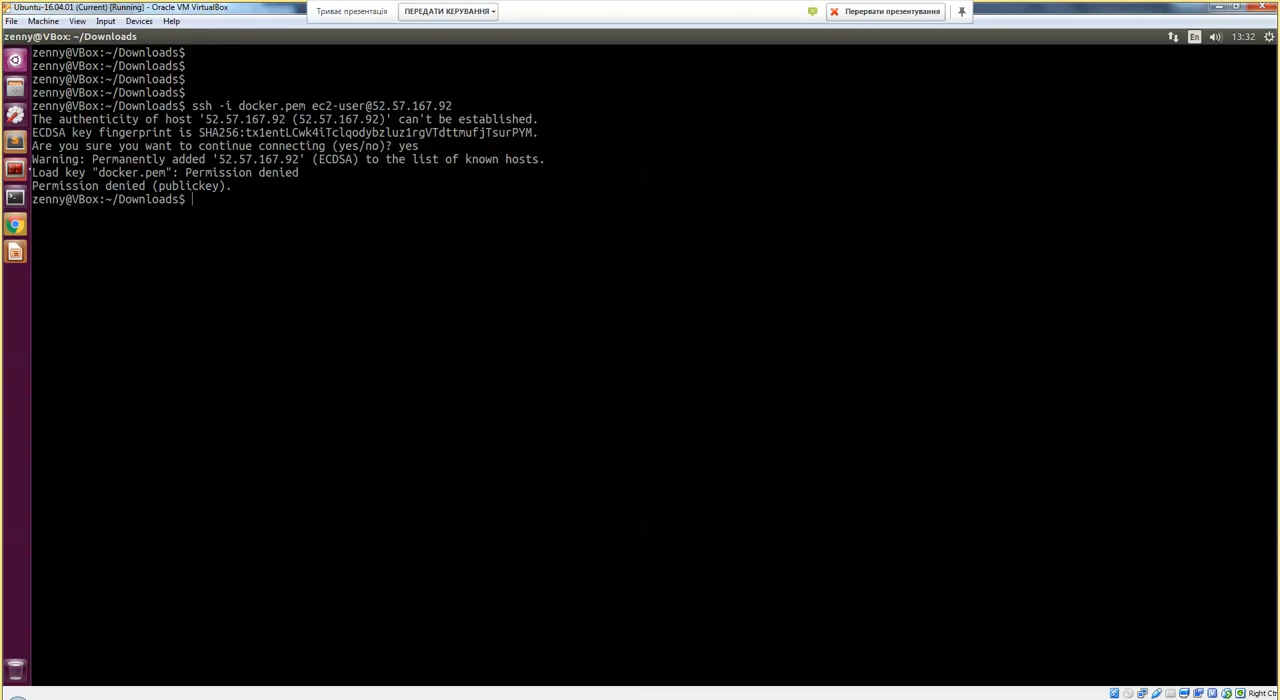 Ubuntu-16.04.01 (Current) [Running] - Oracle VM VirtualBox
Триває презентація
ПЕРЕДАТИ КЕРУВАННЯ
Перервати презентування
File Machine View Input Devices Help
zenny@VBox: ~/Downloads
En
13:32
zenny@VBox:~/Downloads$
zenny@VBox:~/Downloads$
zenny@VBox:~/Downloads$
zenny@VBox:~/Downloads$
zenny@VBox:~/Downloads$ ssh -i docker.pem ec2-user@52.57.167.92
The authenticity of host '52.57.167.92 (52.57.167.92)' can't be established.
ECDSA key fingerprint is SHA256:tx1entLCwk4iTclqodybzluz1rgVTdttmufjTsurPYM.
Are you sure you want to continue connecting (yes/no)? yes
Warning: Permanently added '52.57.167.92' (ECDSA) to the list of known hosts.
Load key "docker.pem": Permission denied
Permission denied (publickey).
zenny@VBox:~/Downloads$
Right Ctr